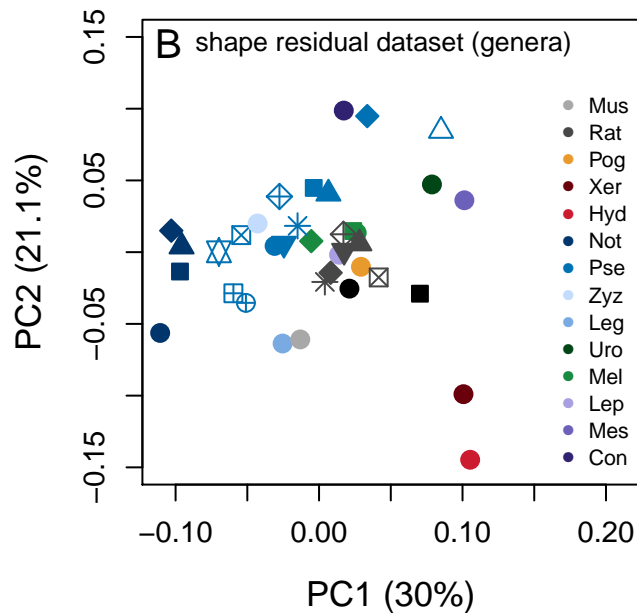 B shape residual dataset (genera)
PC2 (21.1%)
0.15
0.05
−0.05
−0.15
Mus
Rat
Pog
Xer
Hyd
Not
Pse
Zyz
Leg
Uro
Mel
Lep
Mes
Con
−0.10 0.00 0.10 0.20
PC1 (30%)